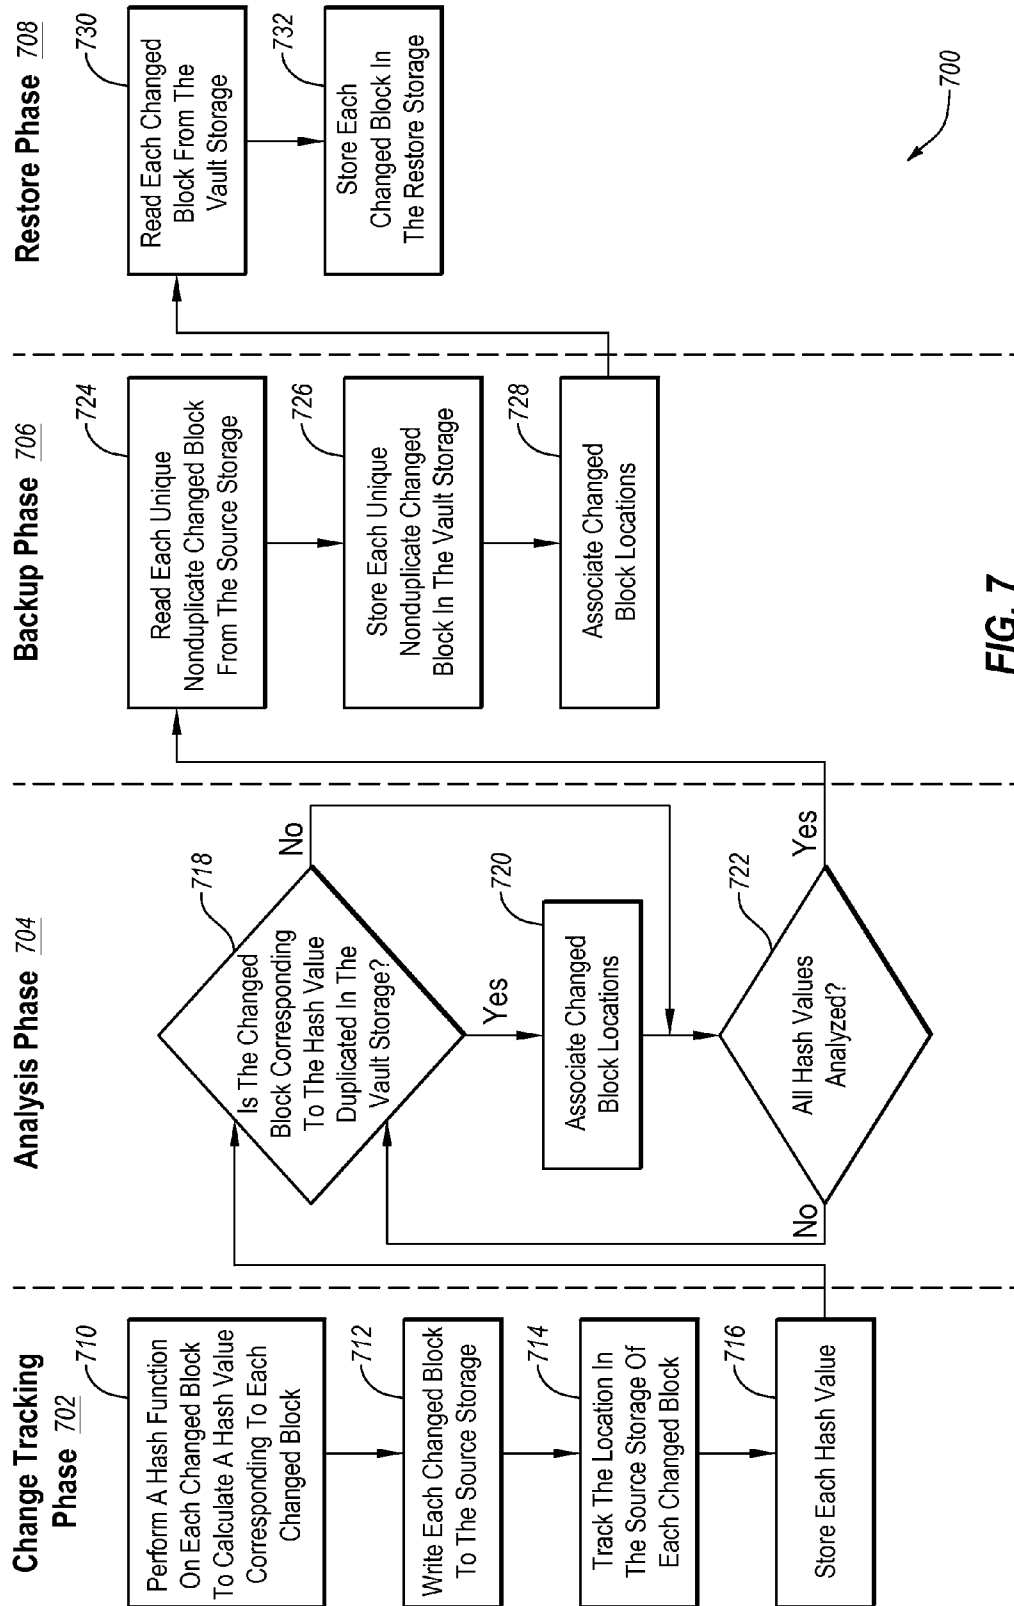 Change Tracking
Phase 702
710
Perform A Hash Function
On Each Changed Block
To Calculate A Hash Value
Corresponding To Each
Changed Block
712
Write Each Changed Block
To The Source Storage
714
Track The Location In
The Source Storage Of
Each Changed Block
716
Store Each Hash Value
Analysis Phase 704
718
Is The Changed
Block Corresponding
To The Hash Value
Duplicated In The
Vault Storage?
No
Yes
720
Associate Changed
Block Locations
722
All Hash Values
Analyzed?
No
Yes
Backup Phase 706
724
Read Each Unique
Nonduplicate Changed Block
From The Source Storage
726
Store Each Unique
Nonduplicate Changed
Block In The Vault Storage
728
Associate Changed
Block Locations
Restore Phase 708
730
Read Each Changed
Block From The
Vault Storage
732
Store Each
Changed Block In
The Restore Storage
700
FIG. 7